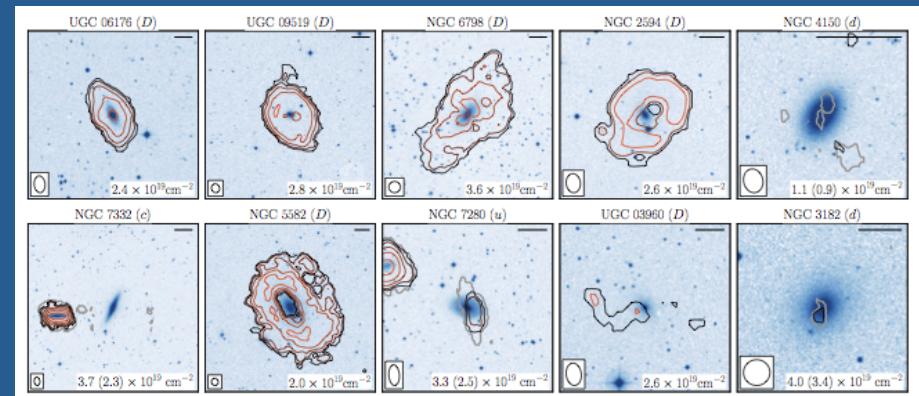 UGC 06176 (D)
UGC 09519 (D)
NGC 6798 (D)
NGC 2594 (D)
NGC 4150 (d)
2.4 × 10¹⁹cm⁻²
2.8 × 10¹⁹cm⁻²
3.6 × 10¹⁹cm⁻²
2.6 × 10¹⁹cm⁻²
1.1 (0.9) × 10¹⁹cm⁻²
NGC 7332 (c)
NGC 5582 (D)
NGC 7280 (u)
UGC 03960 (D)
NGC 3182 (d)
3.7 (2.3) × 10¹⁹ cm⁻²
2.0 × 10¹⁹cm⁻²
3.3 (2.5) × 10¹⁹ cm⁻²
2.6 × 10¹⁹cm⁻²
4.0 (3.4) × 10¹⁹cm⁻²